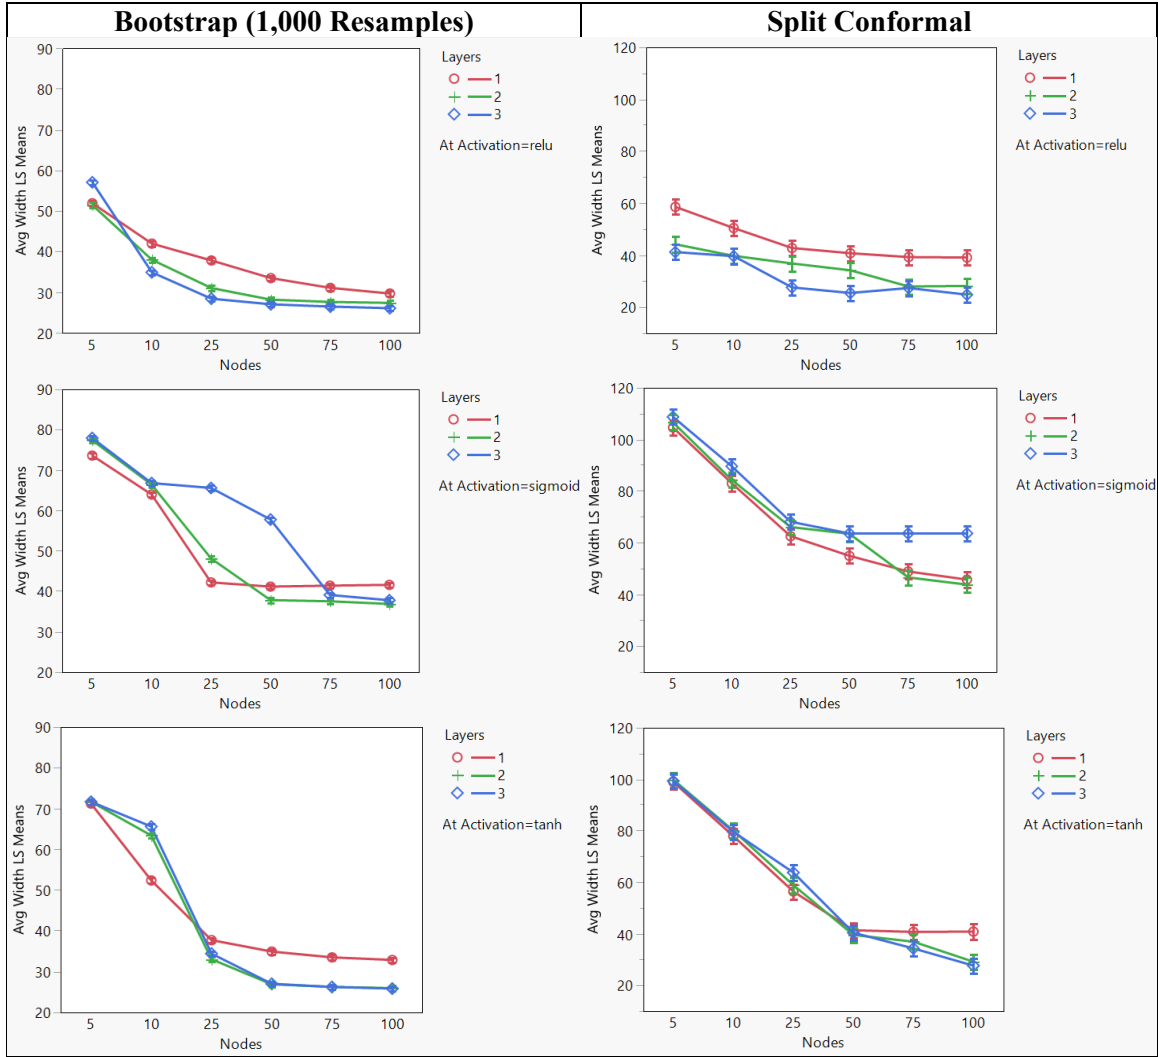 Bootstrap (1,000 Resamples)
Split Conformal
90
80
70
60
50
40
30
20
Avg Width LS Means
5 10 25 50 75 100
Nodes
Layers
1
2
3
At Activation=relu
120
100
80
60
40
20
Avg Width LS Means
5 10 25 50 75 100
Nodes
Layers
1
2
3
At Activation=relu
90
80
70
60
50
40
30
20
Avg Width LS Means
5 10 25 50 75 100
Nodes
Layers
1
2
3
At Activation=sigmoid
120
100
80
60
40
20
Avg Width LS Means
5 10 25 50 75 100
Nodes
Layers
1
2
3
At Activation=sigmoid
90
80
70
60
50
40
30
20
Avg Width LS Means
5 10 25 50 75 100
Nodes
Layers
1
2
3
At Activation=tanh
120
100
80
60
40
20
Avg Width LS Means
5 10 25 50 75 100
Nodes
Layers
1
2
3
At Activation=tanh